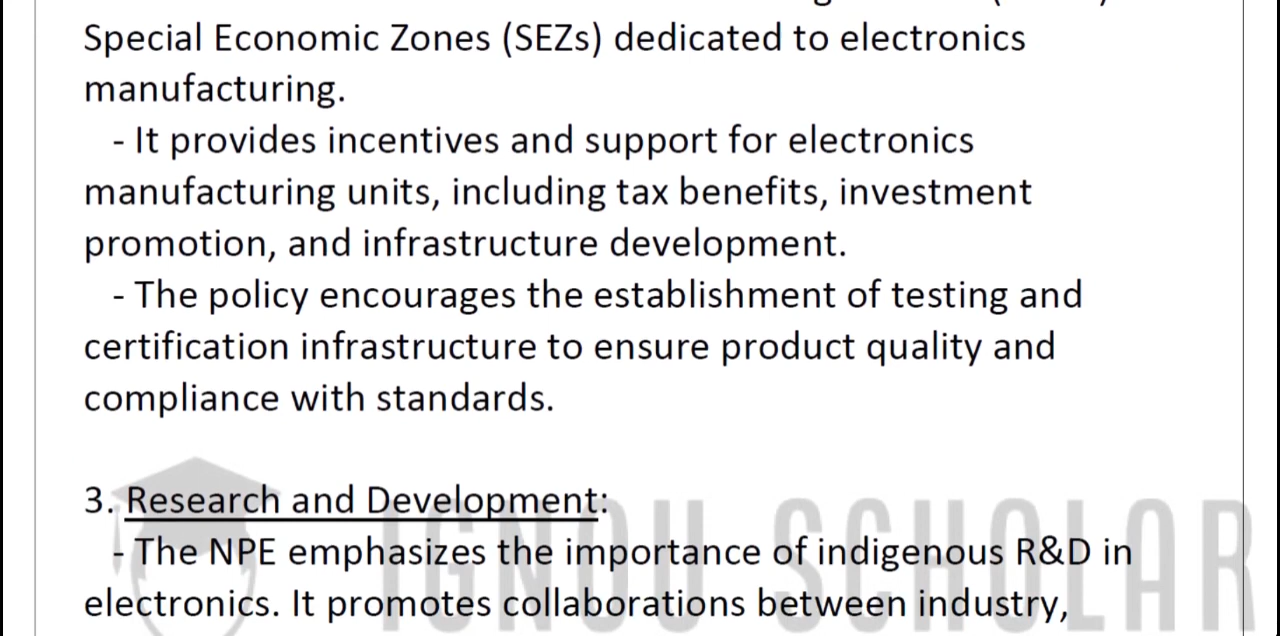 Special Economic Zones (SEZs) dedicated to electronics
manufacturing.
- It provides incentives and support for electronics
manufacturing units, including tax benefits, investment
promotion, and infrastructure development.
- The policy encourages the establishment of testing and
certification infrastructure to ensure product quality and
compliance with standards.
3. Research and Development:
- The NPE emphasizes the importance of indigenous R&D in
electronics. It promotes collaborations between industry,
IGNOU SCHOLAR